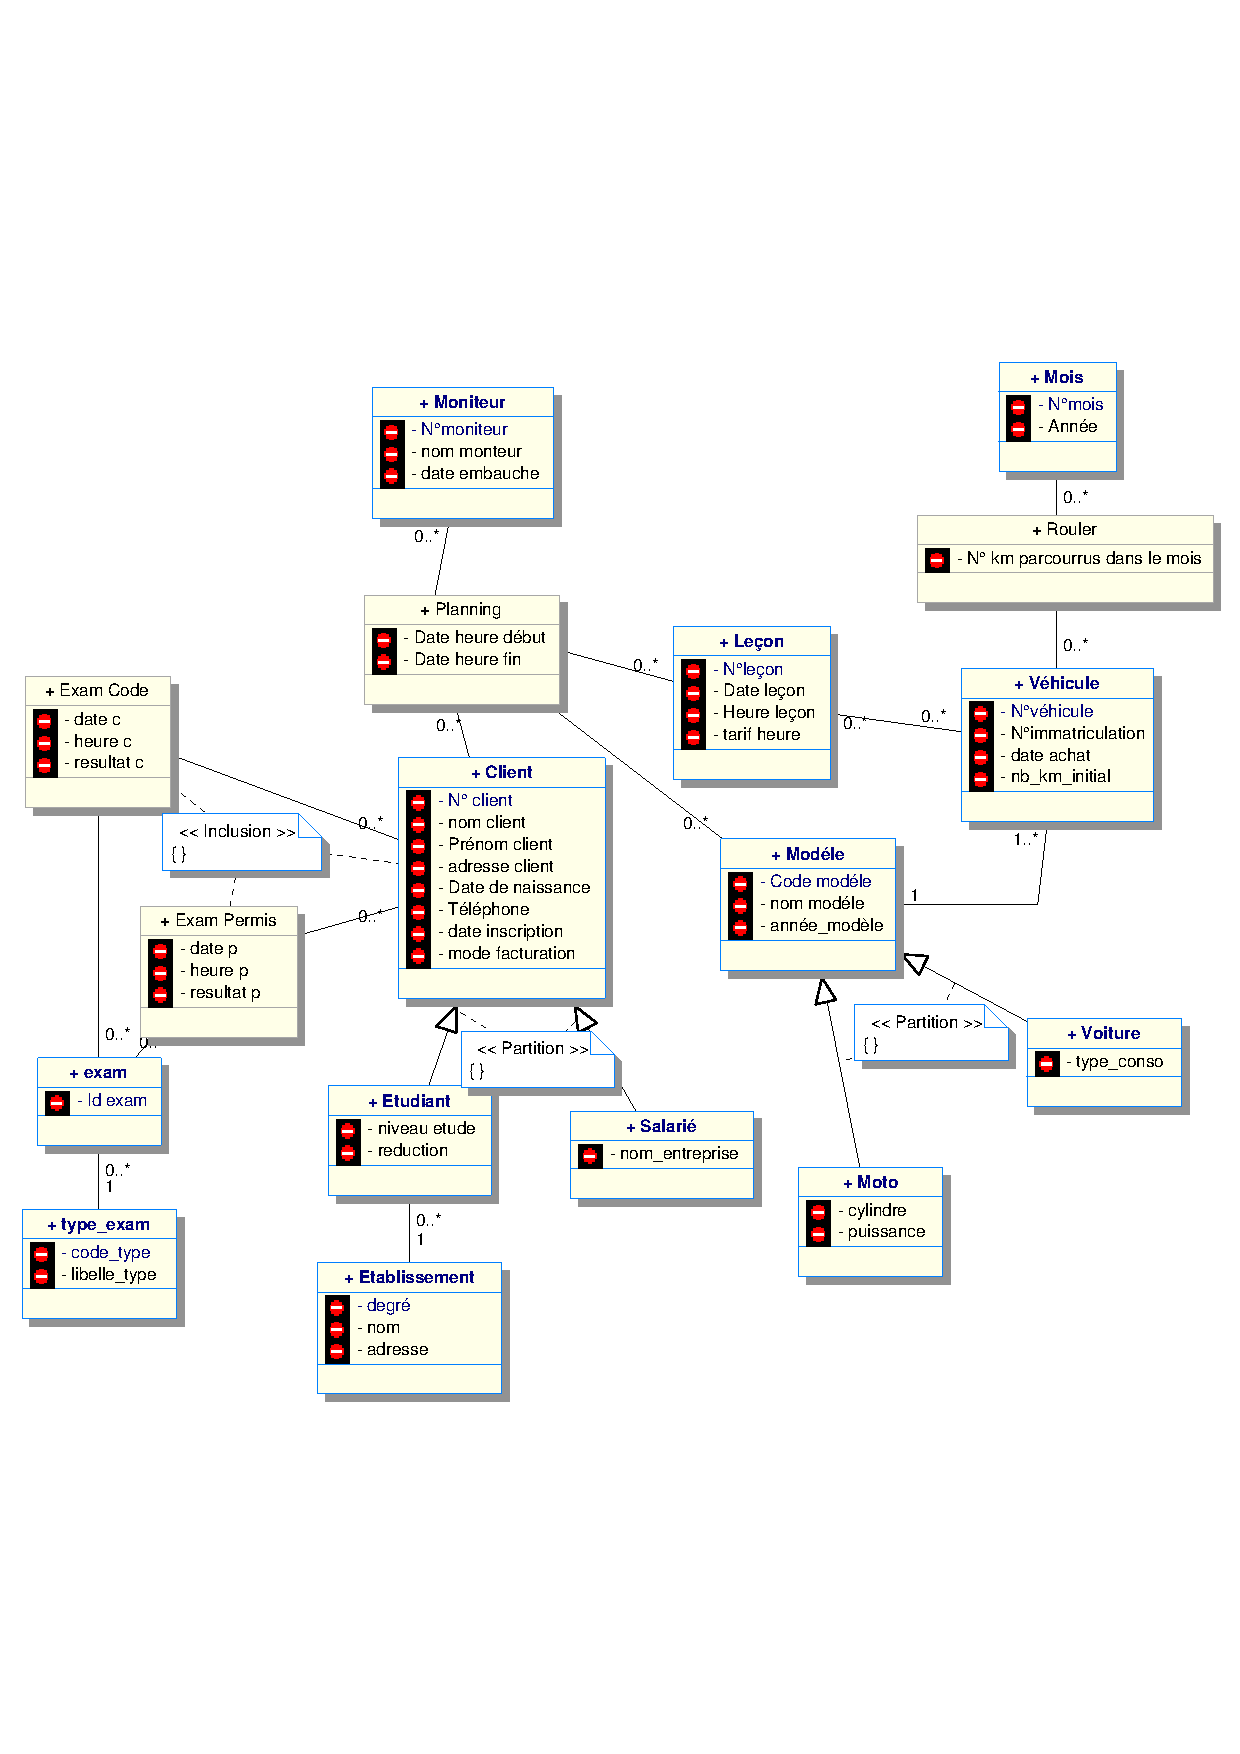 + Mois
- N°mois
- Année
0..*
+ Rouler
- N° km parcourrus dans le mois
0..*
+ Moniteur
- N°moniteur
- nom monteur
- date embauche
0..*
+ Planning
- Date heure début
- Date heure fin
0..*
0..*
0..*
+ Leçon
- N°leçon
- Date leçon
- Heure leçon
- tarif heure
0..*
0..*
+ Véhicule
- N°véhicule
- N°immatriculation
- date achat
- nb_km_initial
1..*
1
+ Exam Code
- date c
- heure c
- resultat c
0..*
<< Inclusion >>
{ }
+ Client
- N° client
- nom client
- Prénom client
- adresse client
- Date de naissance
- Téléphone
- date inscription
- mode facturation
+ Modéle
- Code modéle
- nom modéle
- année_modèle
+ Exam Permis
- date p
- heure p
- resultat p
0..*
0..*
0..
+ exam
- Id exam
0..*
1
+ type_exam
- code_type
- libelle_type
<< Partition >>
{ }
+ Etudiant
- niveau etude
- reduction
0..*
1
+ Etablissement
- degré
- nom
- adresse
+ Salarié
- nom_entreprise
<< Partition >>
{ }
+ Voiture
- type_conso
+ Moto
- cylindre
- puissance